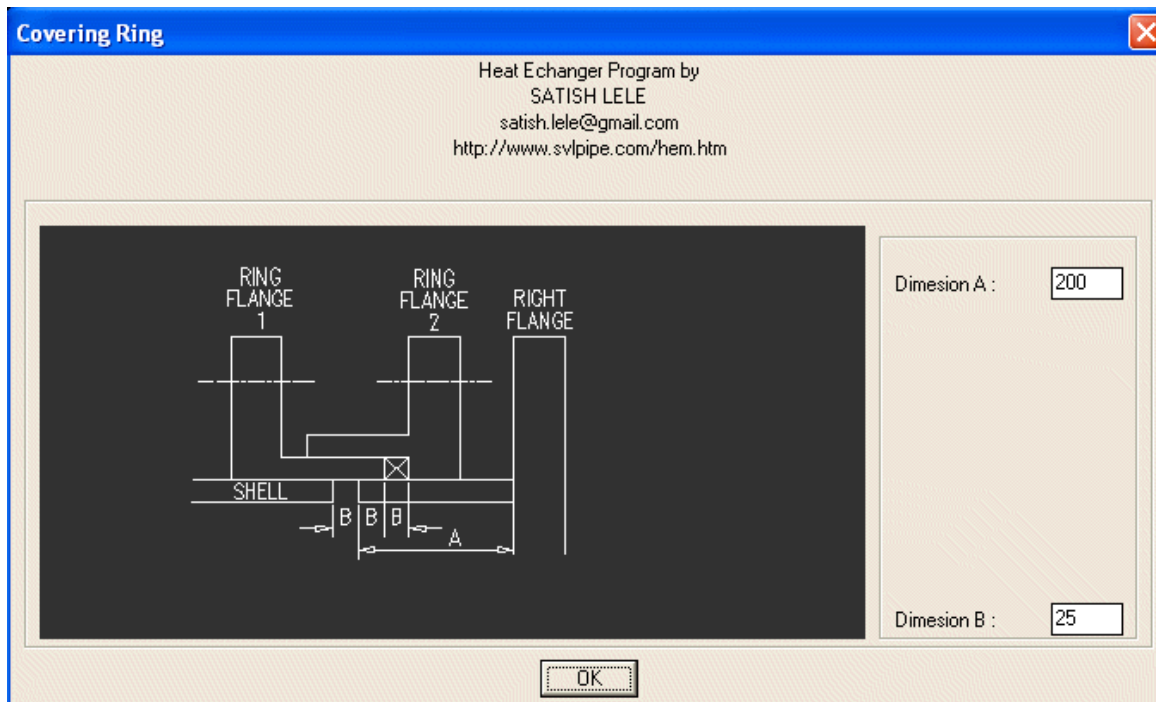 Covering Ring
Heat Echanger Program by
SATISH LELE
satish.lele@gmail.com
http://www.svlpipe.com/hem.htm
RING
FLANGE
1
RING
FLANGE
2
RIGHT
FLANGE
SHELL
B
B
B
A
Dimesion A :
200
Dimesion B :
25
OK